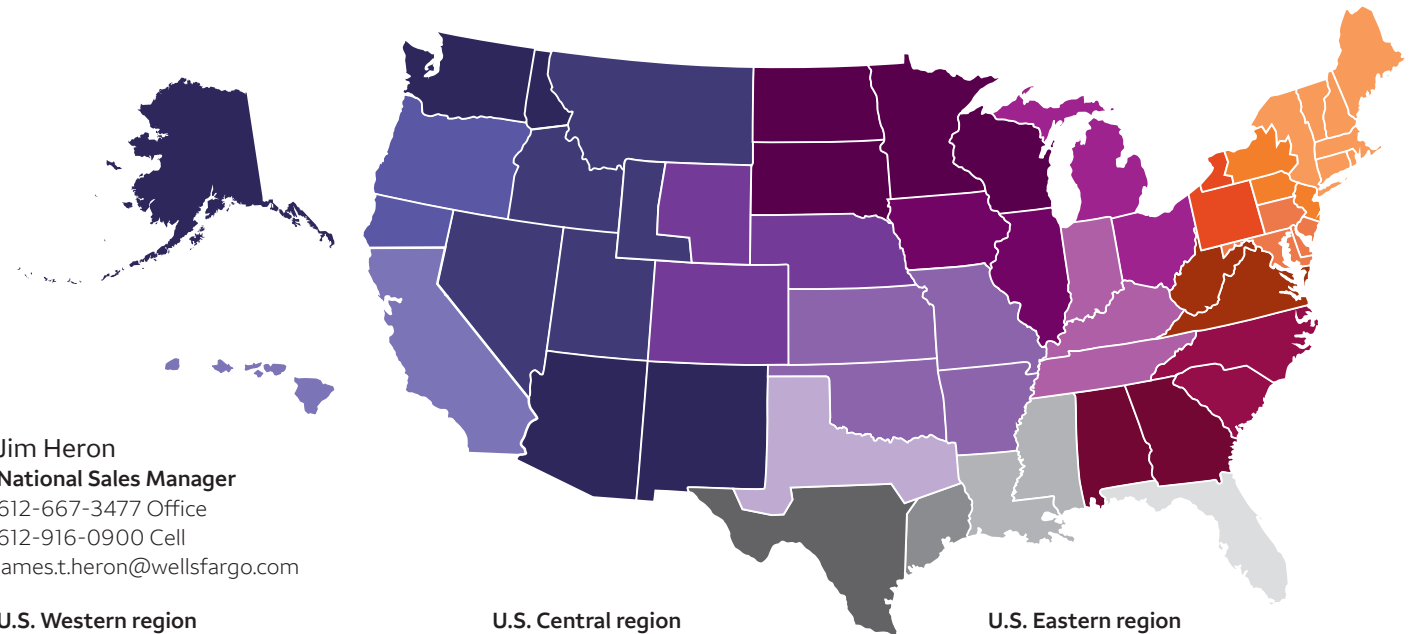 Jim Heron
National Sales Manager
612-667-3477 Office
612-916-0900 Cell
james.t.heron@wellsfargo.com
U.S. Western region
U.S. Central region
U.S. Eastern region